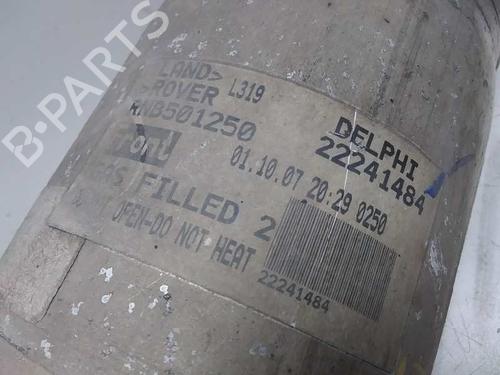 B-PARTS
LAND>
>ROVER L319
RNB501250
DELPHI
22241484
01.10.07 20:29 0250
FILLED 2
OPEN-DO NOT HEAT
22241484